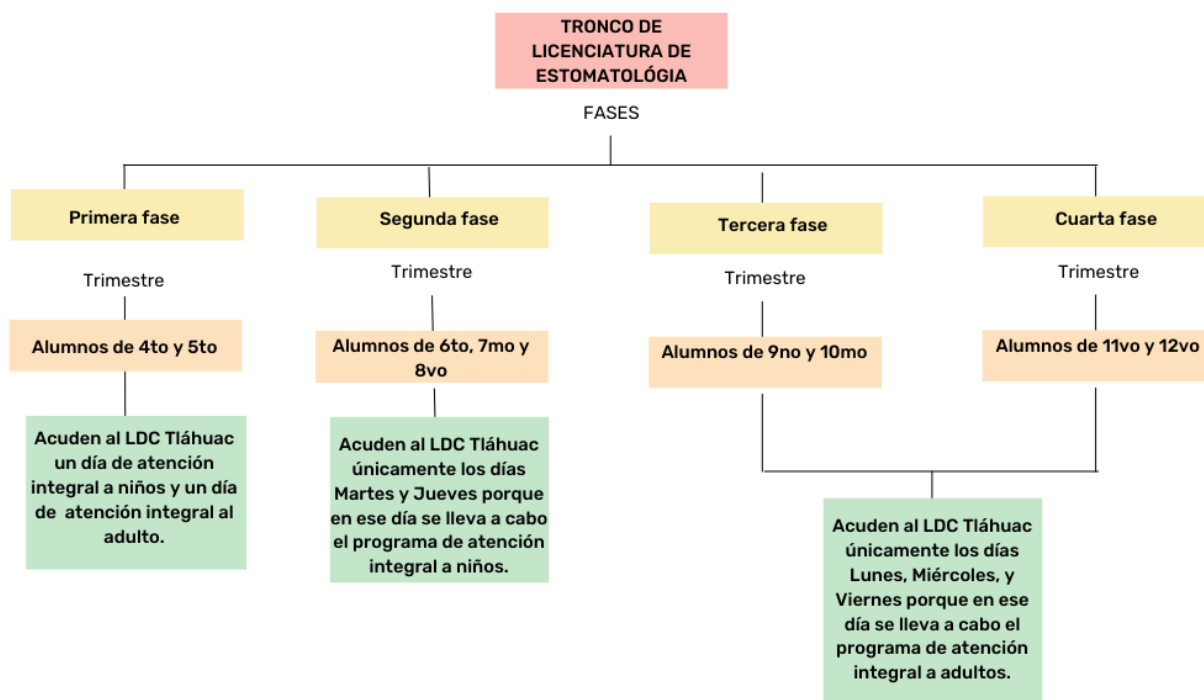 TRONCO DE
LICENCIATURA DE
ESTOMATOLÓGIA
FASES
Primera fase
Segunda fase
Tercera fase
Cuarta fase
Trimestre
Trimestre
Trimestre
Trimestre
Alumnos de 4to y 5to
Alumnos de 6to, 7mo y
8vo
Alumnos de 9no y 10mo
Alumnos de 11vo y 12vo
Acuden al LDC Tláhuac
un día de atención
integral a niños y un día
de atención integral al
adulto.
Acuden al LDC Tláhuac
únicamente los días
Martes y Jueves porque
en ese día se lleva a cabo
el programa de atención
integral a niños.
Acuden al LDC Tláhuac
únicamente los días
Lunes, Miércoles, y
Viernes porque en ese
día se lleva a cabo el
programa de atención
integral a adultos.